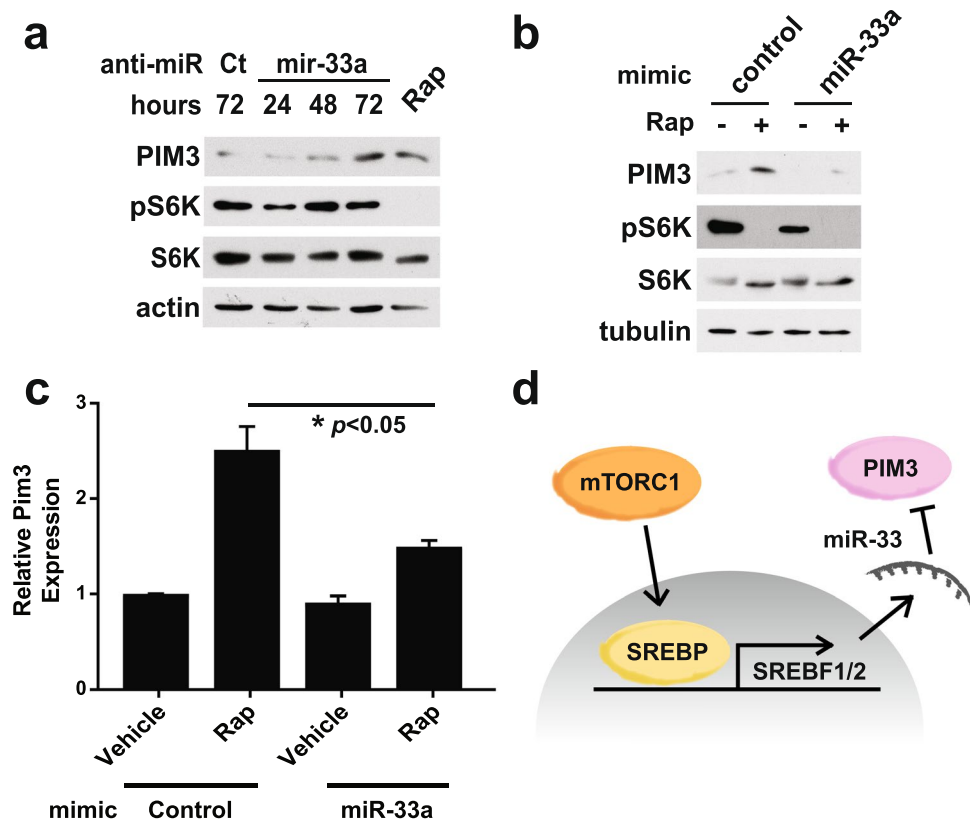 a
anti-miR Ct mir-33a Rap
hours 72 24 48 72
PIM3
pS6K
S6K
actin
b
mimic control miR-33a
Rap - + - +
PIM3
pS6K
S6K
tubulin
c
Relative Pim3
Expression
3
2
1
0
* p<0.05
Vehicle Rap Vehicle Rap
mimic Control miR-33a
d
mTORC1
PIM3
miR-33
SREBP
SREBF1/2